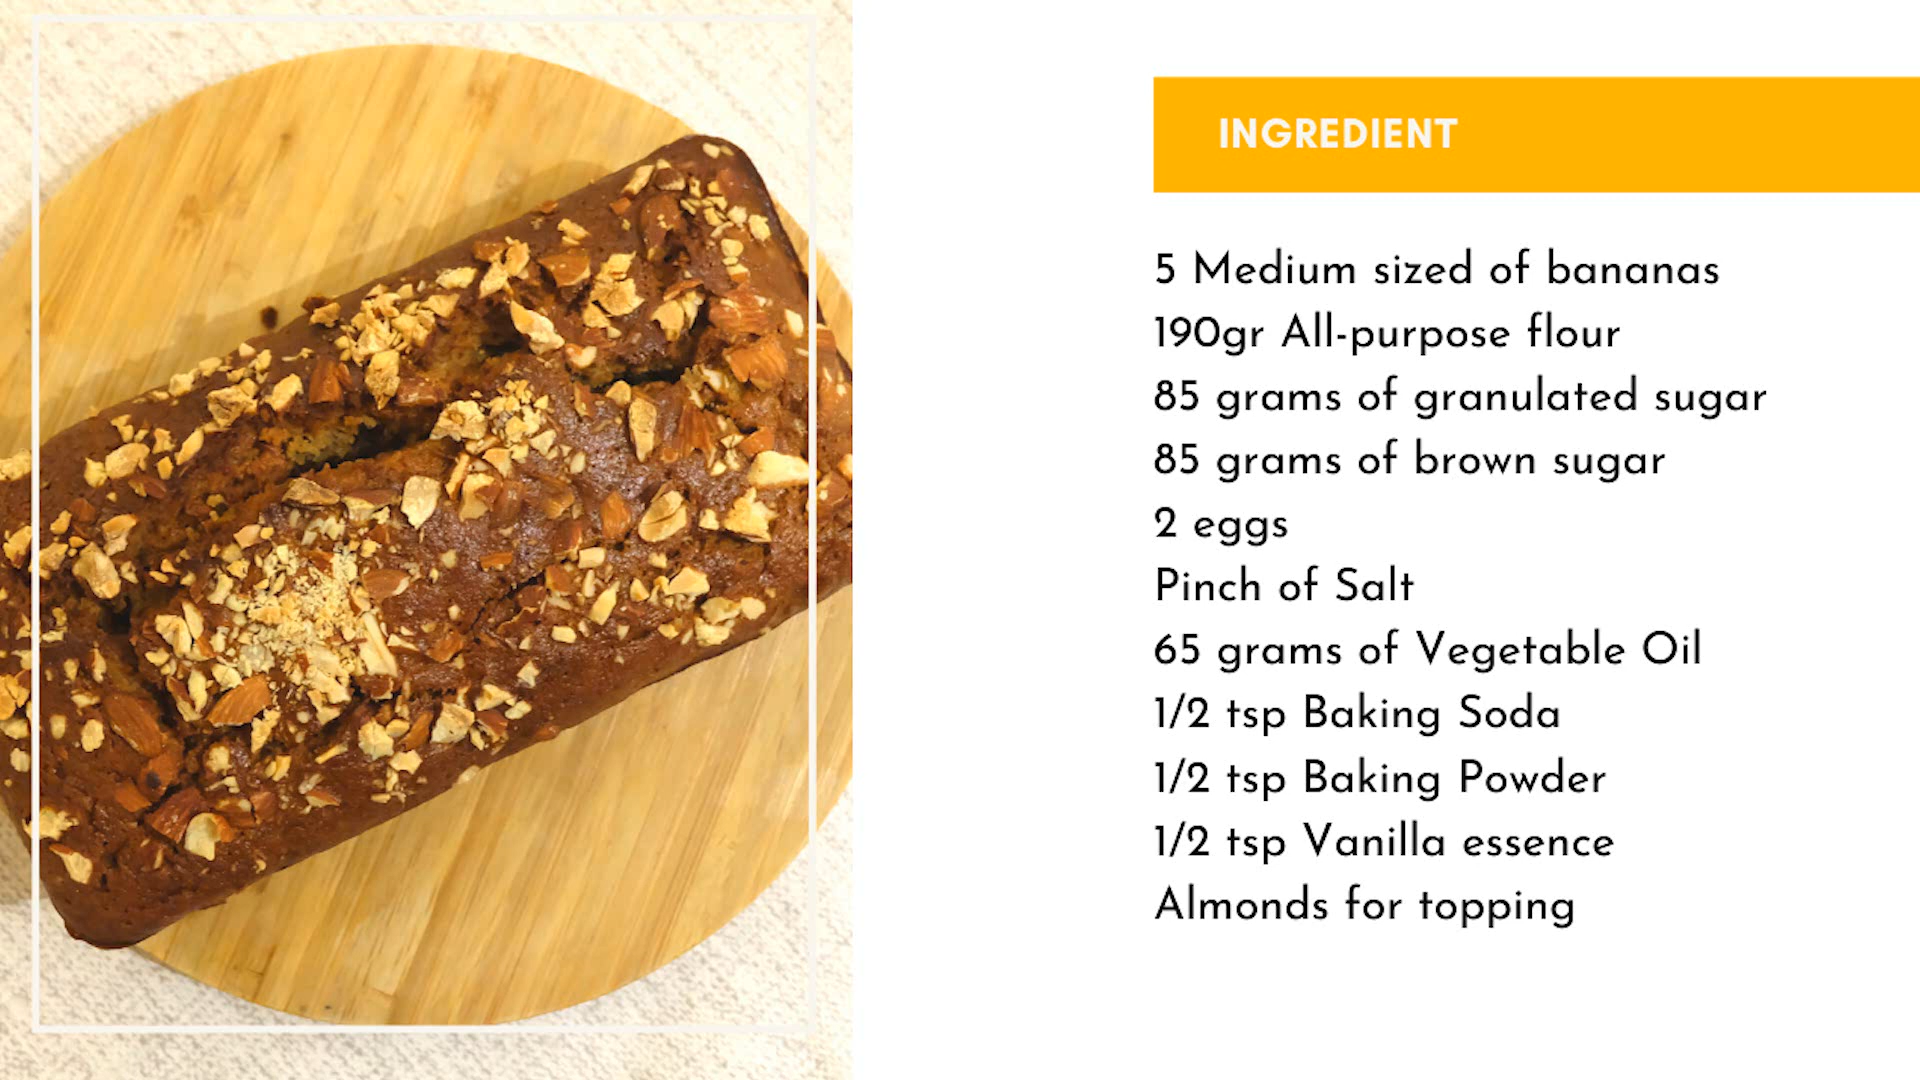 INGREDIENT
5 Medium sized of bananas
190gr All-purpose flour
85 grams of granulated sugar
85 grams of brown sugar
2 eggs
Pinch of Salt
65 grams of Vegetable Oil
1/2 tsp Baking Soda
1/2 tsp Baking Powder
1/2 tsp Vanilla essence
Almonds for topping